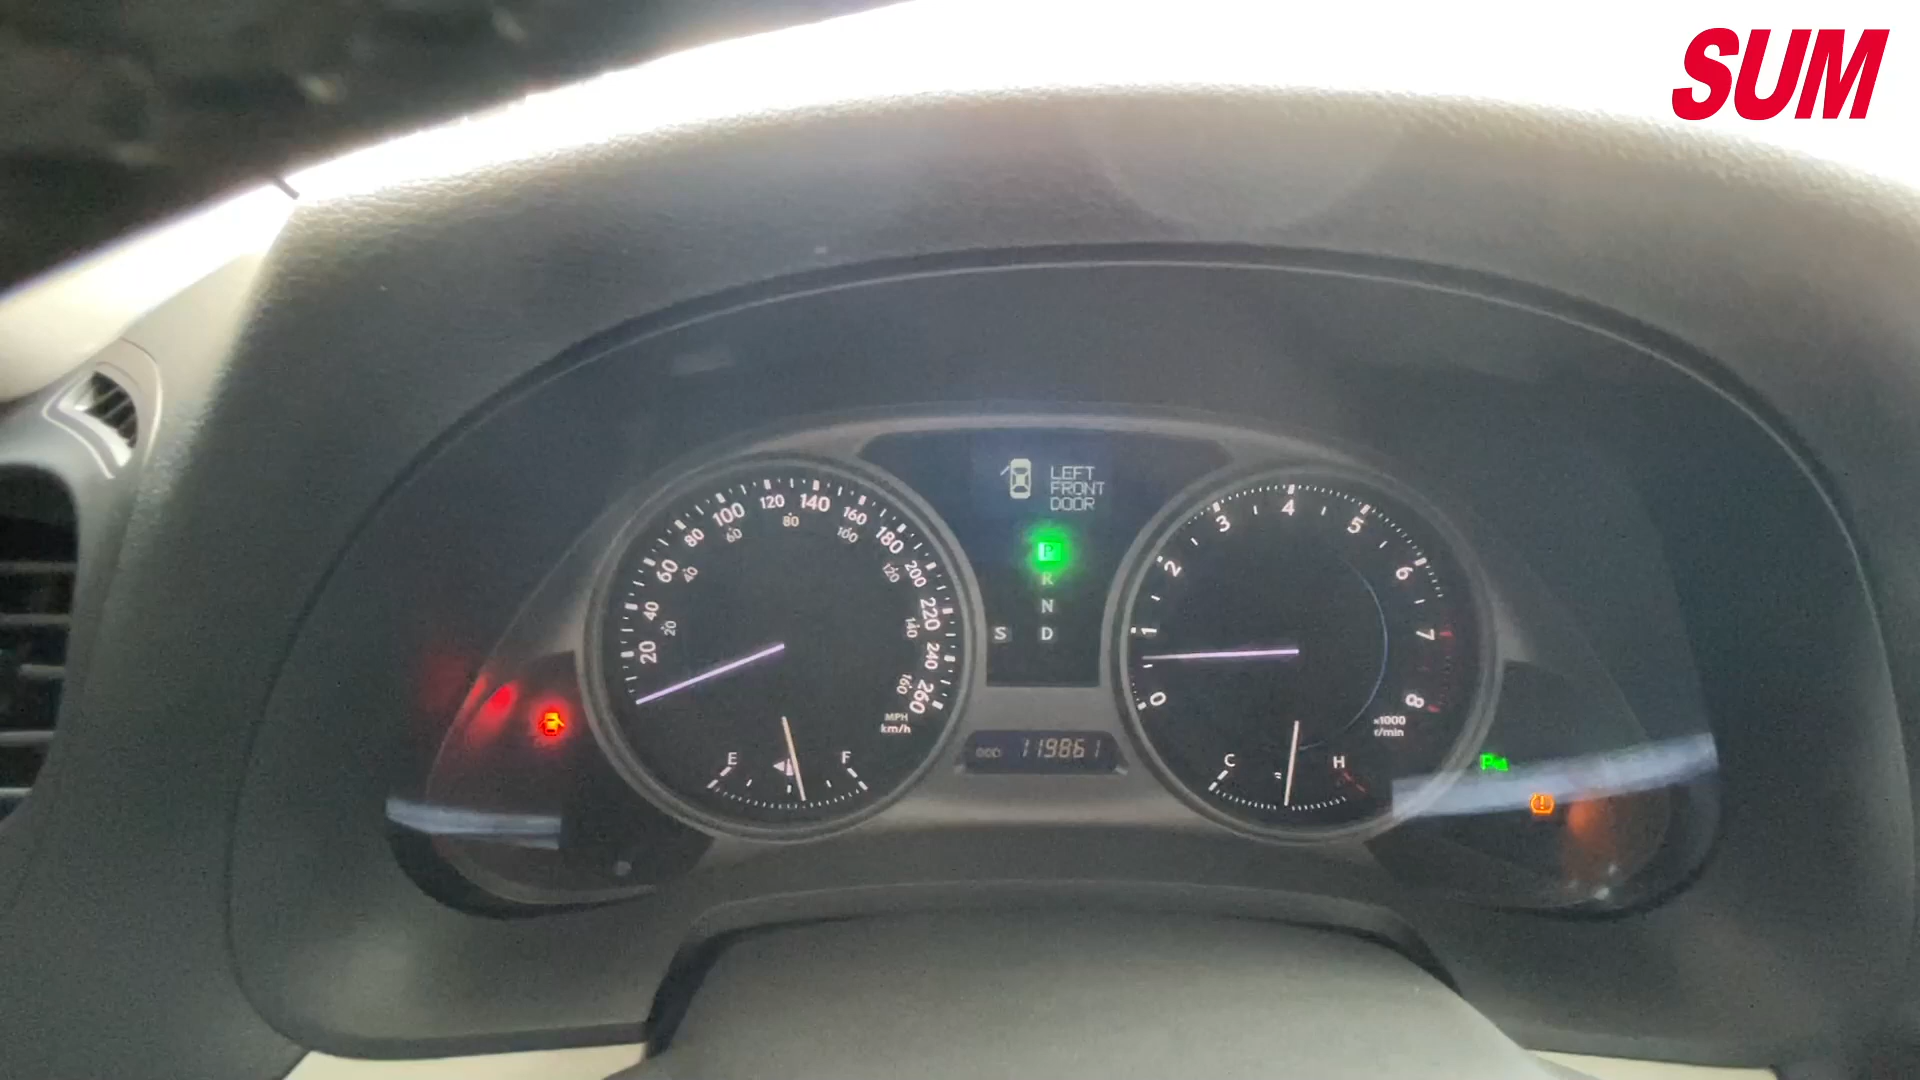 SUM
LEFT
FRONT
DOOR
P
R
N
S D
20 40 60 80 100 120 140 160 180 200 220 240 260
20 40 60 80 100 120 140 160
MPH
km/h
E F
ODO 119861
0 1 2 3 4 5 6 7 8
x1000
r/min
C H